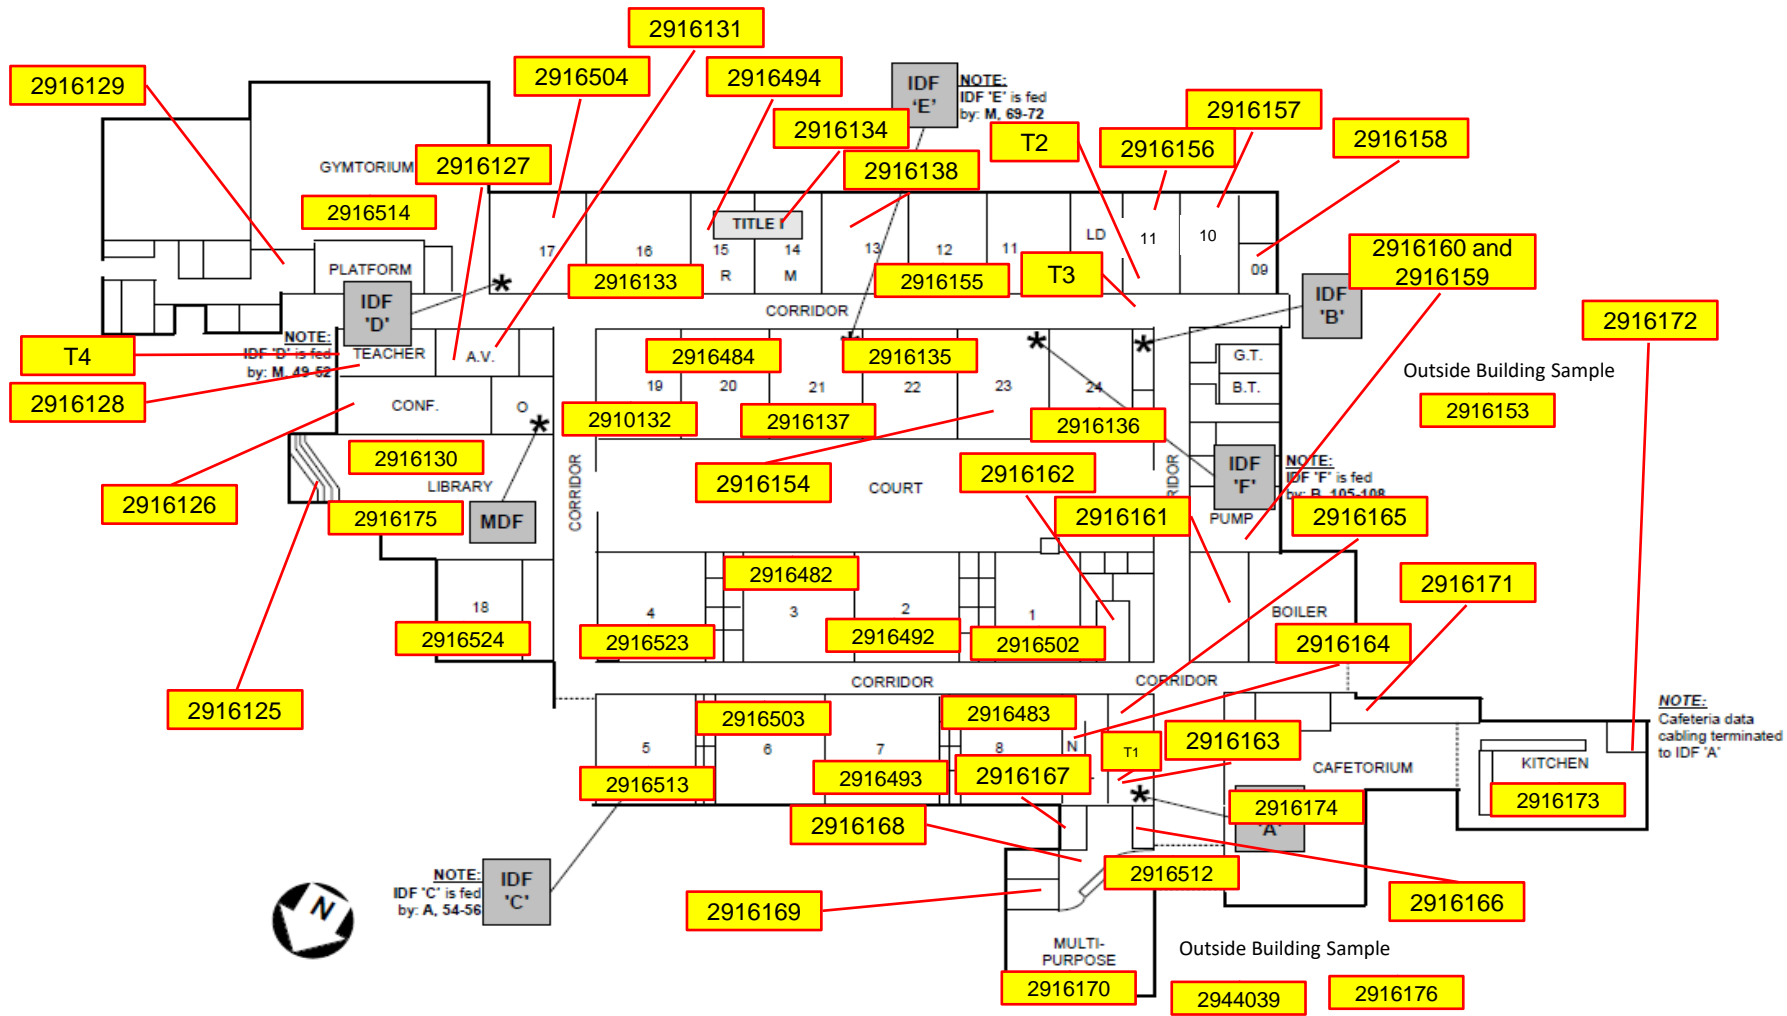 2916131
2916504
2916494
2916129
IDF
'E'
NOTE:
IDF 'E' is fed
by: M, 69-72
2916157
2916134
T2
2916156
2916158
GYMTORIUM
2916127
2916138
2916514
TITLE I
17
16
15
R
14
M
13
12
11
LD
11
10
09
2916160 and
2916159
PLATFORM
2916133
2916155
T3
IDF
'D'
CORRIDOR
IDF
'B'
2916172
NOTE:
IDF 'D' is fed
by: M, 49-52
T4
TEACHER
A.V.
2916484
2916135
G.T.
B.T.
Outside Building Sample
2916153
19
20
21
22
23
24
2916128
CONF.
O
2910132
2916137
2916136
2916130
LIBRARY
2916126
2916175
MDF
CORRIDOR
2916154
COURT
2916162
RIDOR
IDF
'F'
NOTE:
IDF 'F' is fed
by: B, 105-108
PUMP
2916161
2916165
2916482
2916171
18
4
3
2
1
BOILER
2916524
2916523
2916492
2916502
2916164
CORRIDOR
CORRIDOR
2916125
2916503
2916483
5
6
7
8
N
T1
2916163
2916513
2916493
2916167
CAFETORIUM
KITCHEN
2916173
NOTE:
Cafeteria data
cabling terminated
to IDF 'A'
2916174
'A'
2916168
2916512
NOTE:
IDF 'C' is fed
by: A, 54-56
IDF
'C'
N
2916169
2916166
MULTI-
PURPOSE
2916170
Outside Building Sample
2944039
2916176